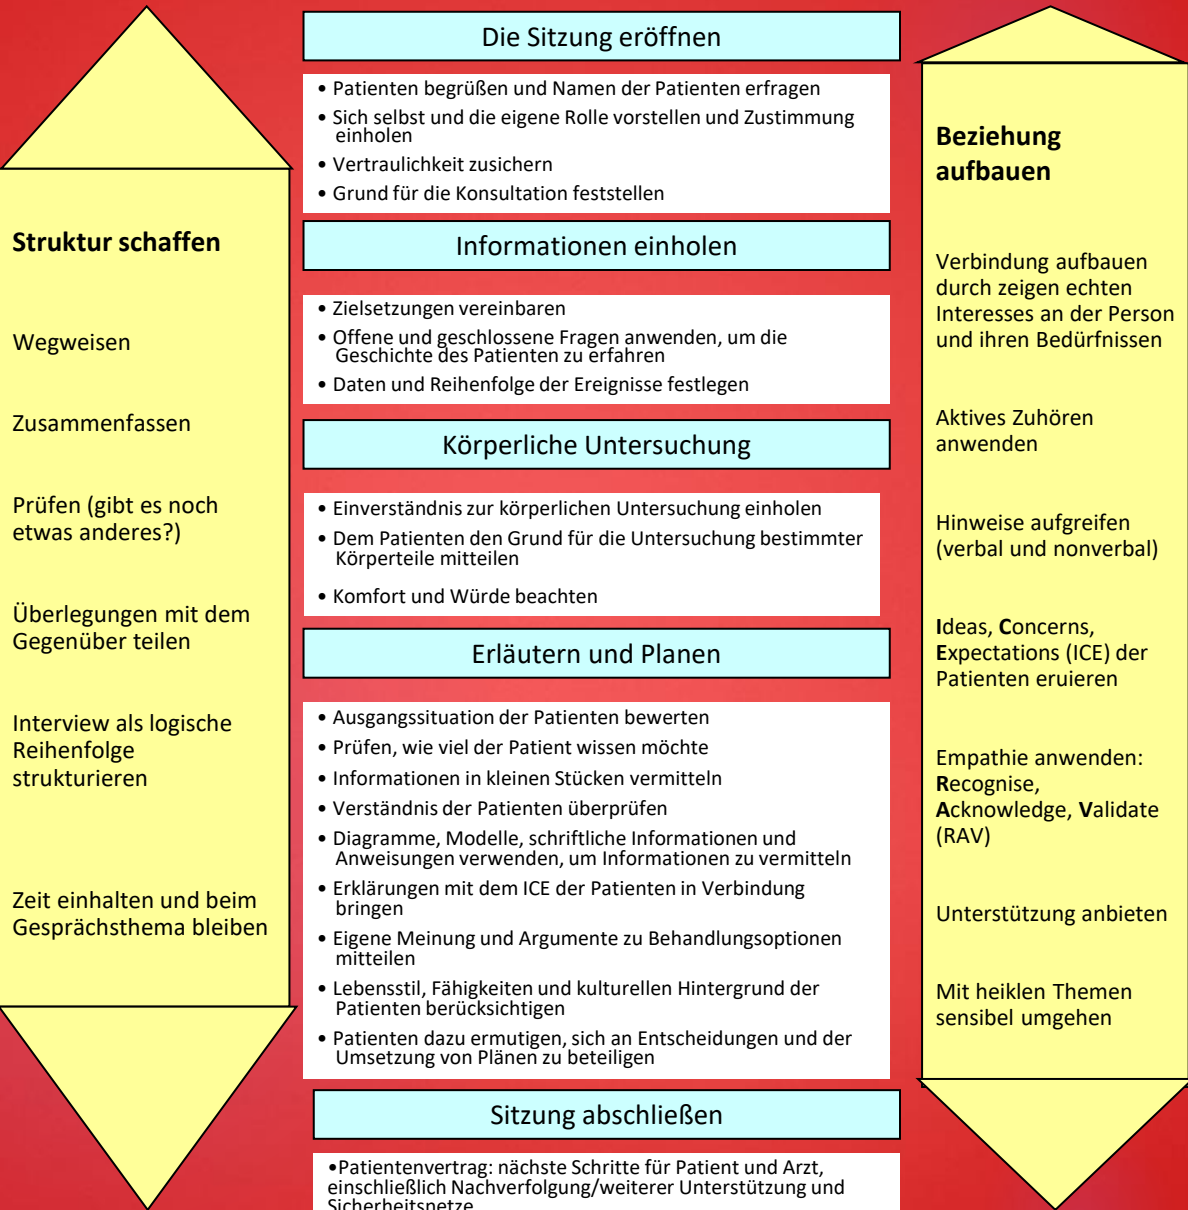 Struktur schaffen
Wegweisen
Zusammenfassen
Prüfen (gibt es noch
etwas anderes?)
Überlegungen mit dem
Gegenüber teilen
Interview als logische
Reihenfolge
strukturieren
Zeit einhalten und beim
Gesprächsthema bleiben
Die Sitzung eröffnen
• Patienten begrüßen und Namen der Patienten erfragen
• Sich selbst und die eigene Rolle vorstellen und Zustimmung
einholen
• Vertraulichkeit zusichern
• Grund für die Konsultation feststellen
Informationen einholen
• Zielsetzungen vereinbaren
• Offene und geschlossene Fragen anwenden, um die
Geschichte des Patienten zu erfahren
• Daten und Reihenfolge der Ereignisse festlegen
Körperliche Untersuchung
• Einverständnis zur körperlichen Untersuchung einholen
• Dem Patienten den Grund für die Untersuchung bestimmter
Körperteile mitteilen
• Komfort und Würde beachten
Erläutern und Planen
• Ausgangssituation der Patienten bewerten
• Prüfen, wie viel der Patient wissen möchte
• Informationen in kleinen Stücken vermitteln
• Verständnis der Patienten überprüfen
• Diagramme, Modelle, schriftliche Informationen und
Anweisungen verwenden, um Informationen zu vermitteln
• Erklärungen mit dem ICE der Patienten in Verbindung
bringen
• Eigene Meinung und Argumente zu Behandlungsoptionen
mitteilen
• Lebensstil, Fähigkeiten und kulturellen Hintergrund der
Patienten berücksichtigen
• Patienten dazu ermutigen, sich an Entscheidungen und der
Umsetzung von Plänen zu beteiligen
Sitzung abschließen
•Patientenvertrag: nächste Schritte für Patient und Arzt,
einschließlich Nachverfolgung/weiterer Unterstützung und
Sicherheitsnetze
Beziehung
aufbauen
Verbindung aufbauen
durch zeigen echten
Interesses an der Person
und ihren Bedürfnissen
Aktives Zuhören
anwenden
Hinweise aufgreifen
(verbal und nonverbal)
Ideas, Concerns,
Expectations (ICE) der
Patienten eruieren
Empathie anwenden:
Recognise,
Acknowledge, Validate
(RAV)
Unterstützung anbieten
Mit heiklen Themen
sensibel umgehen